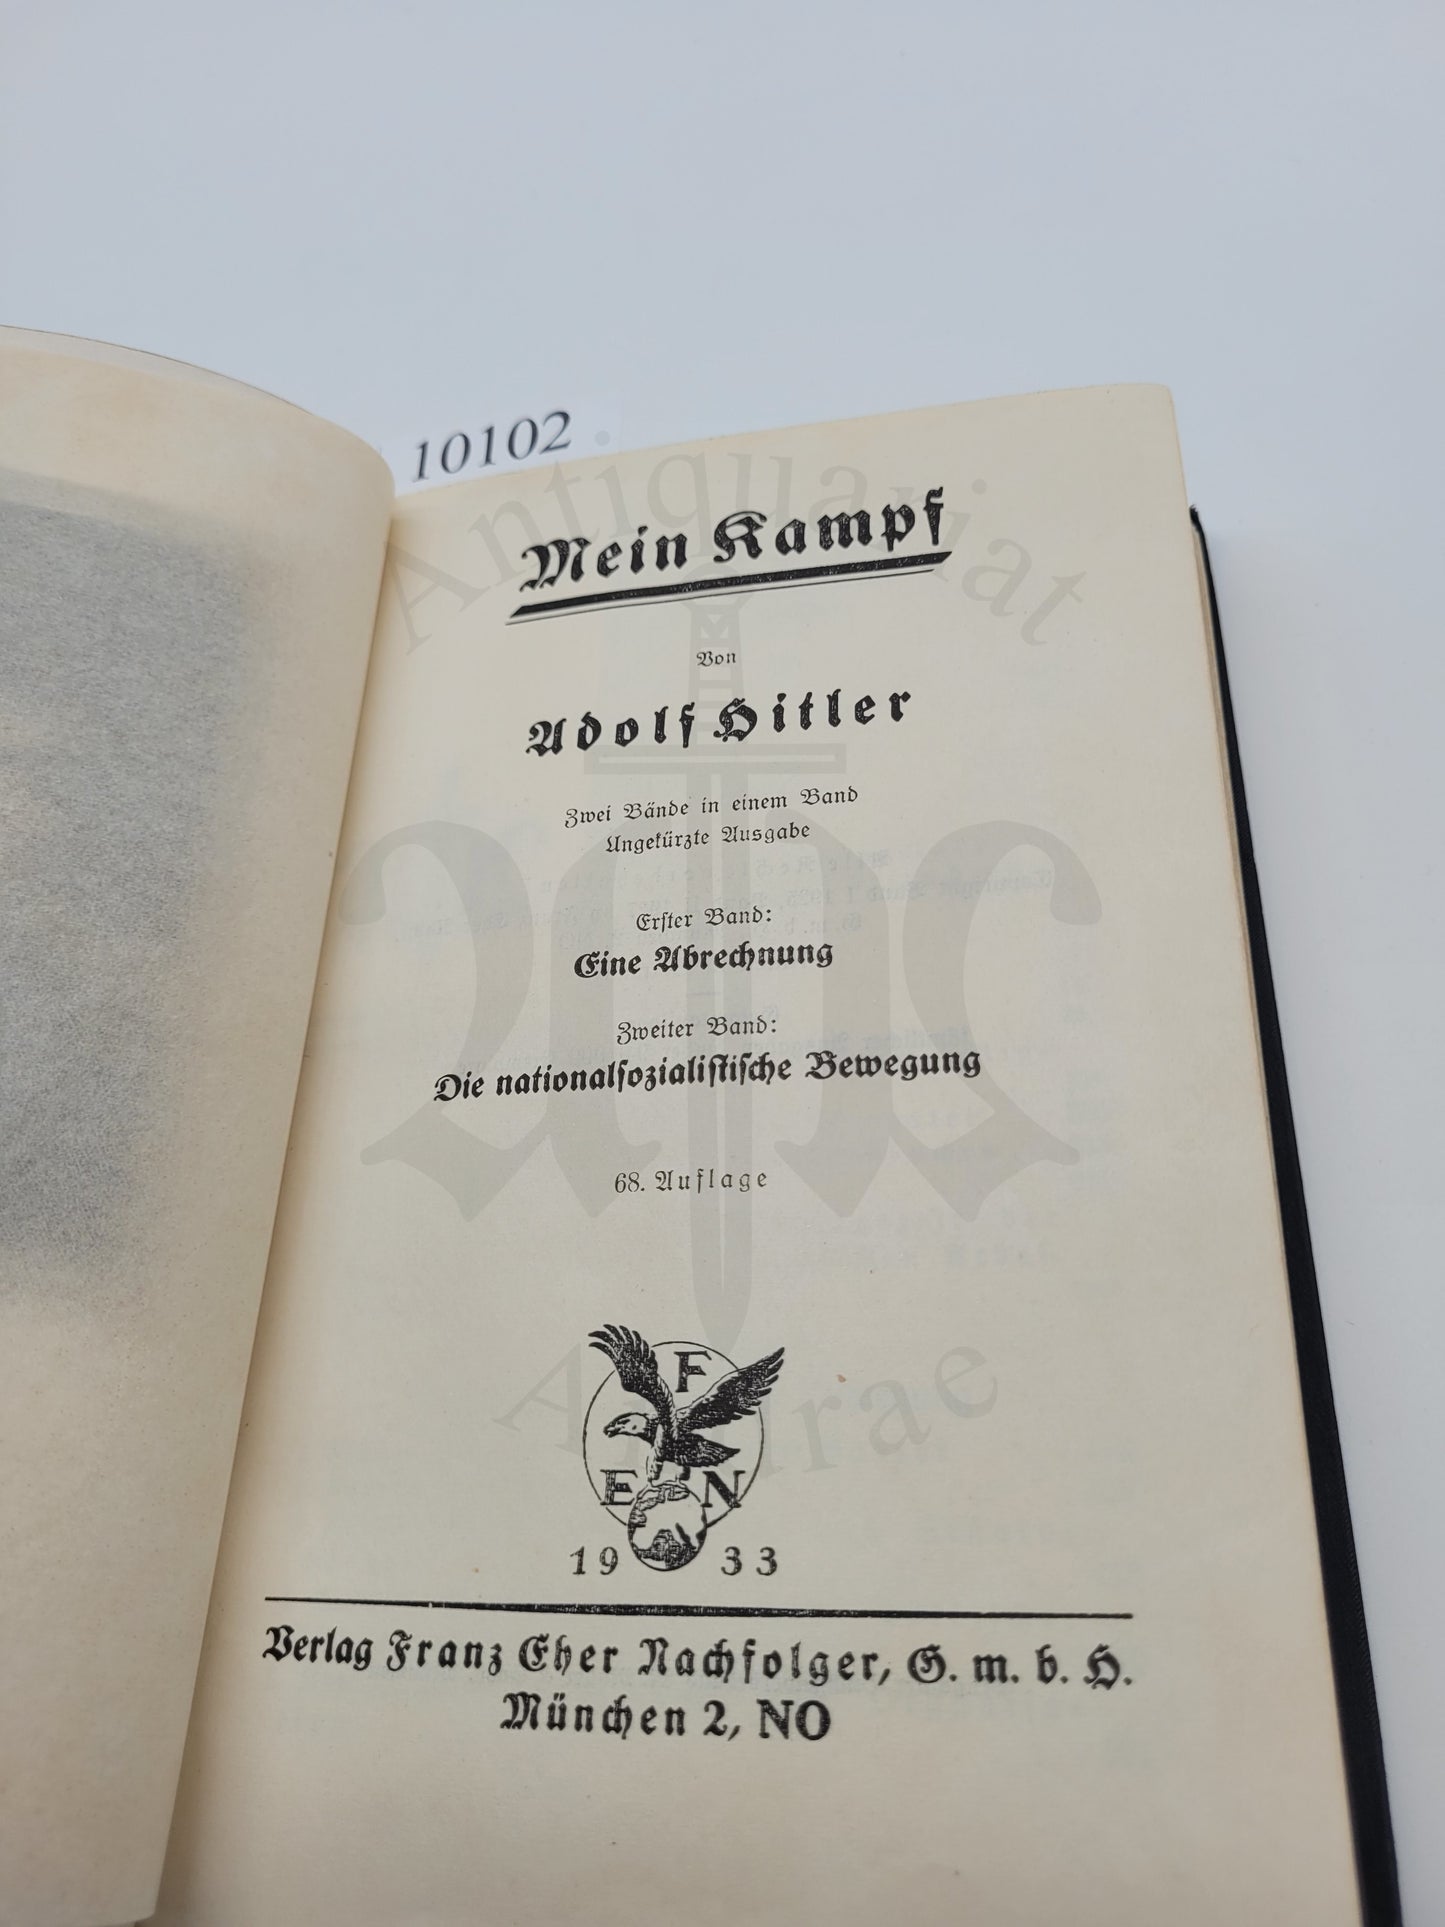 10102
Mein Kampf
Von
Adolf Hitler
Zwei Bände in einem Band
Ungekürzte Ausgabe
Erster Band:
Eine Abrechnung
Zweiter Band:
Die nationalsozialistische Bewegung
68. Auflage
F
E N
19 33
Verlag Franz Eher Nachfolger, G. m. b. H.
München 2, NO
Antiquariat